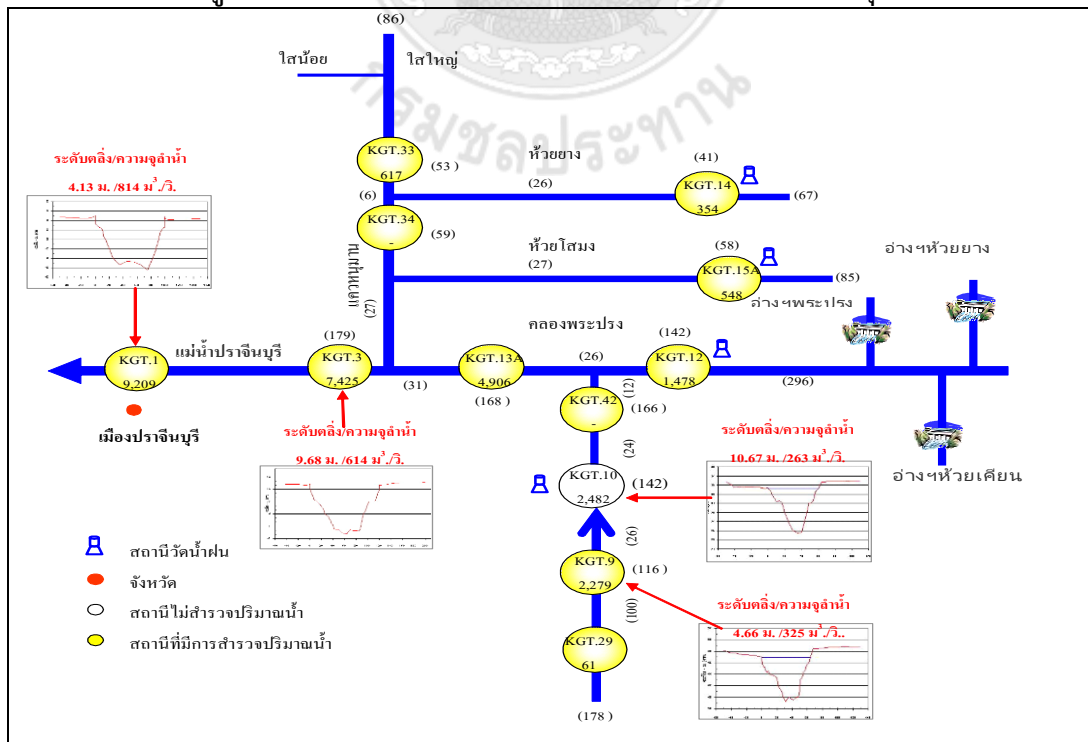 (86)
ใสน้อย
ใสใหญ่
กรมชลประทาน
ระดับตลิ่ง/ความจุลำน้ำ
4.13 ม. /814 ม³./วิ.
KGT.33
617
(53)
ห้วยยาง
(41)
(6)
(26)
KGT.14
354
(67)
KGT.34
-
(59)
ห้วยโสมง
(58)
(27)
KGT.15A
548
(85)
อ่างฯห้วยยาง
อ่างฯพระปรง
แควหนุมาน
(27)
คลองพระปรง
แม่น้ำปราจีนบุรี
(179)
(142)
KGT.1
9,209
KGT.3
7,425
(31)
KGT.13A
4,906
(168)
(26)
KGT.12
1,478
(296)
(12)
KGT.42
-
(166)
เมืองปราจีนบุรี
ระดับตลิ่ง/ความจุลำน้ำ
9.68 ม. /614 ม³./วิ.
(24)
ระดับตลิ่ง/ความจุลำน้ำ
10.67 ม. /263 ม³./วิ.
อ่างฯห้วยเคียน
KGT.10
2,482
(142)
(26)
สถานีวัดน้ำฝน
จังหวัด
สถานีไม่สำรวจปริมาณน้ำ
สถานีที่มีการสำรวจปริมาณน้ำ
KGT.9
2,279
(116)
(100)
ระดับตลิ่ง/ความจุลำน้ำ
4.66 ม. /325 ม³./วิ..
KGT.29
61
(178)